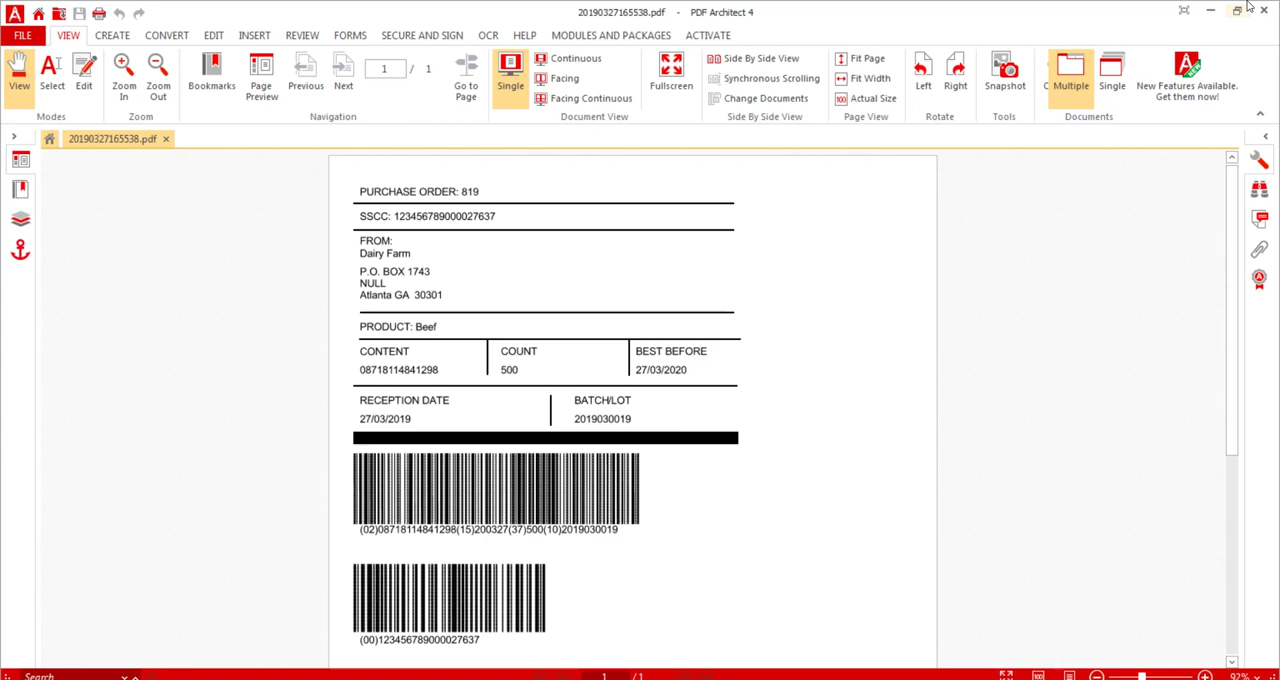 20190327165538.pdf - PDF Architect 4
FILE VIEW CREATE CONVERT EDIT INSERT REVIEW FORMS SECURE AND SIGN OCR HELP MODULES AND PACKAGES ACTIVATE
View Select Edit
Modes
Zoom In Zoom Out
Zoom
Bookmarks Page Preview Previous Next 1 / 1 Go to Page
Navigation
Single Continuous
Facing
Facing Continuous
Document View
Fullscreen
Side By Side View
Synchronous Scrolling
Change Documents
Side By Side View
Fit Page
Fit Width
100 Actual Size
Page View
Left Right
Rotate
Snapshot
Tools
Multiple Single
Documents
NEW
New Features Available.
Get them now!
20190327165538.pdf
PURCHASE ORDER: 819
SSCC: 123456789000027637
FROM:
Dairy Farm
P.O. BOX 1743
NULL
Atlanta GA 30301
PRODUCT: Beef
CONTENT COUNT BEST BEFORE
08718114841298 500 27/03/2020
RECEPTION DATE BATCH/LOT
27/03/2019 2019030019
(02)08718114841298(15)200327(37)500(10)2019030019
(00)123456789000027637
Search 1 / 1 100 92%